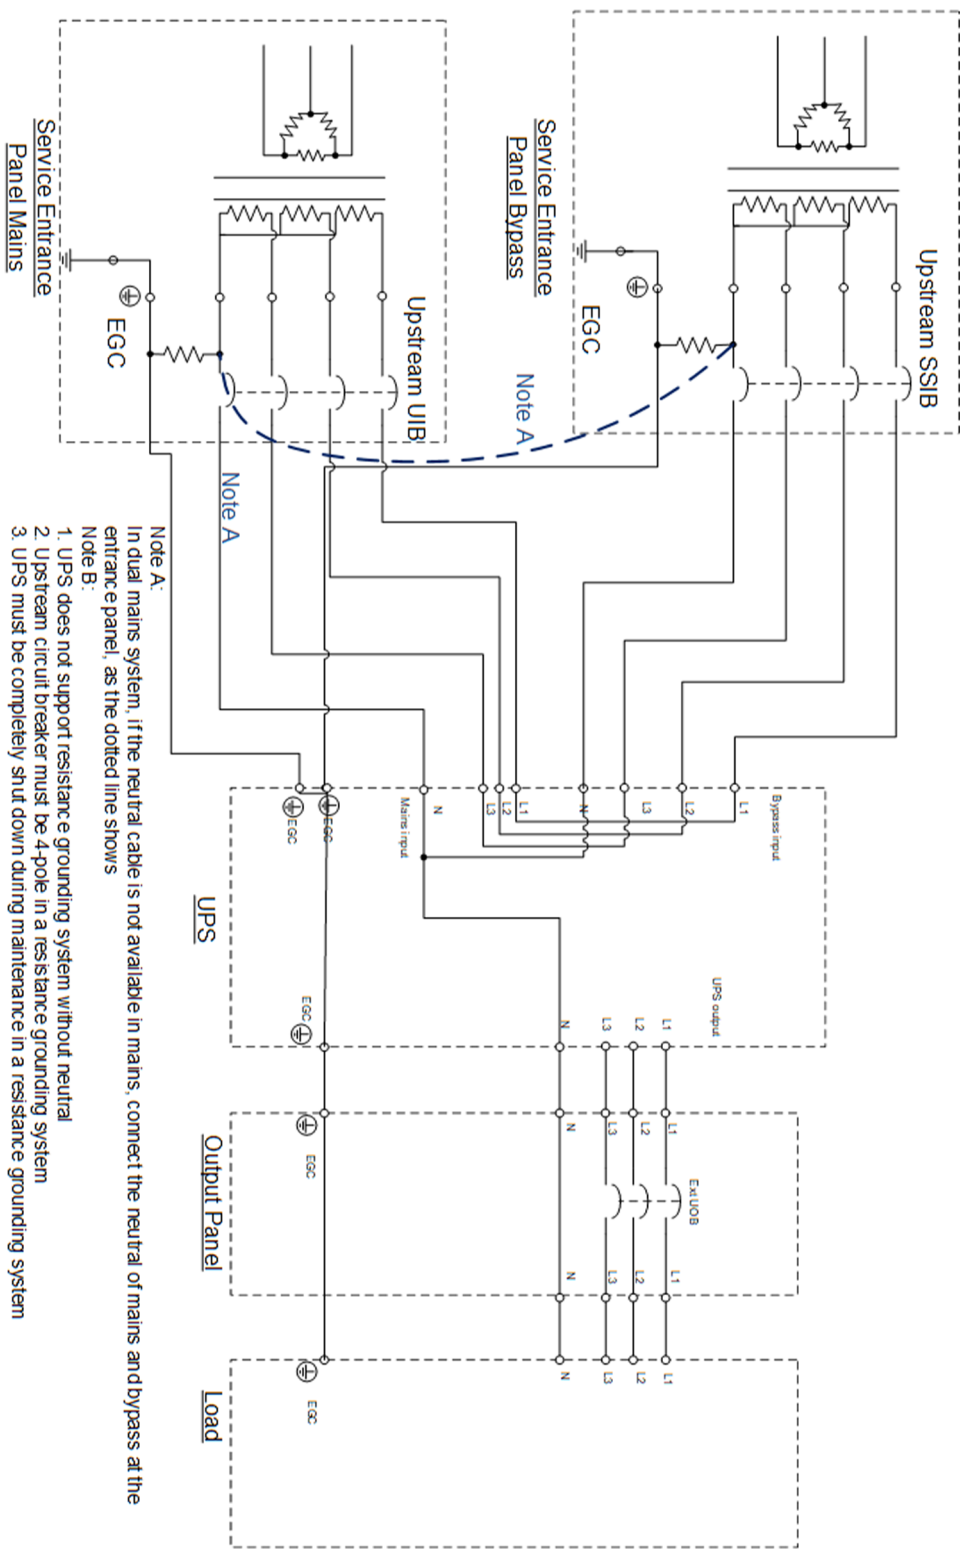 Upstream SSIB
EGC
Service Entrance
Panel Bypass
Note A
Upstream UIB
EGC
Service Entrance
Panel Mains
Note A
Bypass input
L1
L2
L3
N
L1
L2
L3
N
Mains input
EGC
EGC
UPS
UPS output
L1
L2
L3
N
EGC
L1
L2
L3
N
EGC
Ext UOB
L1
L2
L3
N
Output Panel
L1
L2
L3
N
EGC
Load
Note A:
In dual mains system, if the neutral cable is not available in mains, connect the neutral of mains and bypass at the
entrance panel, as the dotted line shows
Note B:
1. UPS does not support resistance grounding system without neutral
2. Upstream circuit breaker must be 4-pole in a resistance grounding system
3. UPS must be completely shut down during maintenance in a resistance grounding system